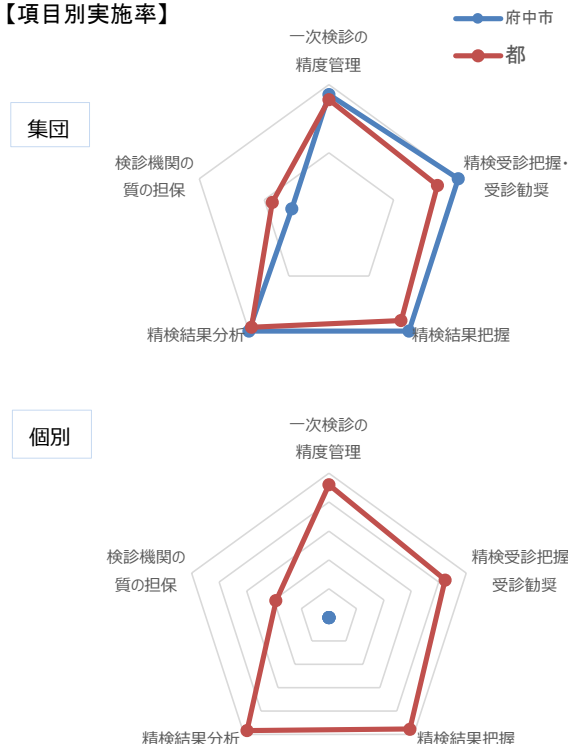 【項目別実施率】
府中市
都
集団
一次検診の
精度管理
精検受診把握・
受診勧奨
精検結果把握
精検結果分析
検診機関の
質の担保
個別
一次検診の
精度管理
精検受診把握
受診勧奨
精検結果把握
精検結果分析
検診機関の
質の担保